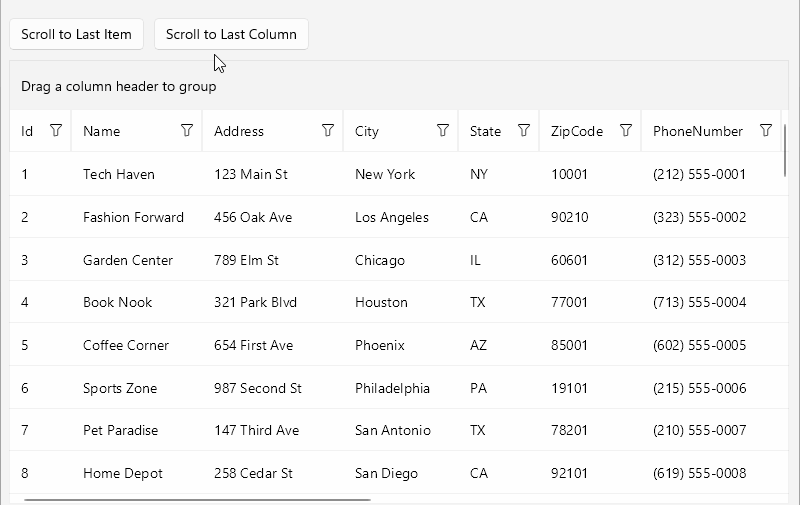 Scroll to Last Item Scroll to Last Column
Drag a column header to group
Id Name Address City State ZipCode PhoneNumber
1 Tech Haven 123 Main St New York NY 10001 (212) 555-0001
2 Fashion Forward 456 Oak Ave Los Angeles CA 90210 (323) 555-0002
3 Garden Center 789 Elm St Chicago IL 60601 (312) 555-0003
4 Book Nook 321 Park Blvd Houston TX 77001 (713) 555-0004
5 Coffee Corner 654 First Ave Phoenix AZ 85001 (602) 555-0005
6 Sports Zone 987 Second St Philadelphia PA 19101 (215) 555-0006
7 Pet Paradise 147 Third Ave San Antonio TX 78201 (210) 555-0007
8 Home Depot 258 Cedar St San Diego CA 92101 (619) 555-0008